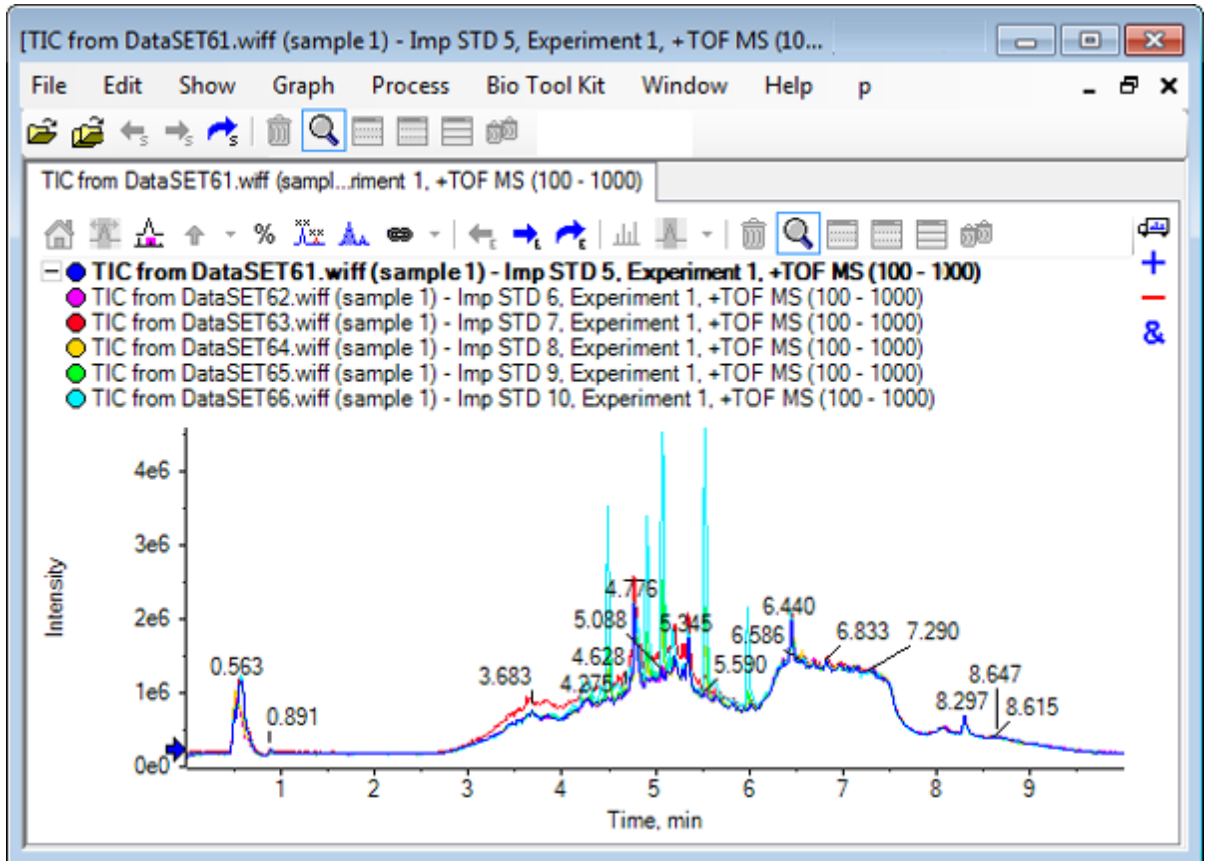 [TIC from DataSET61.wiff (sample 1) - Imp STD 5, Experiment 1, +TOF MS (10...
File Edit Show Graph Process Bio Tool Kit Window Help p
TIC from DataSET61.wiff (sampl...riment 1, +TOF MS (100 - 1000)
%
TIC from DataSET61.wiff (sample 1) - Imp STD 5, Experiment 1, +TOF MS (100 - 1000)
TIC from DataSET62.wiff (sample 1) - Imp STD 6, Experiment 1, +TOF MS (100 - 1000)
TIC from DataSET63.wiff (sample 1) - Imp STD 7, Experiment 1, +TOF MS (100 - 1000)
TIC from DataSET64.wiff (sample 1) - Imp STD 8, Experiment 1, +TOF MS (100 - 1000)
TIC from DataSET65.wiff (sample 1) - Imp STD 9, Experiment 1, +TOF MS (100 - 1000)
TIC from DataSET66.wiff (sample 1) - Imp STD 10, Experiment 1, +TOF MS (100 - 1000)
+
−
&
Intensity
4e6
3e6
2e6
1e6
0e0
0.563
0.891
3.683
4.275
4.628
5.088
4.776
5.345
5.590
6.586
6.440
6.833
7.290
8.297
8.647
8.615
1 2 3 4 5 6 7 8 9
Time, min